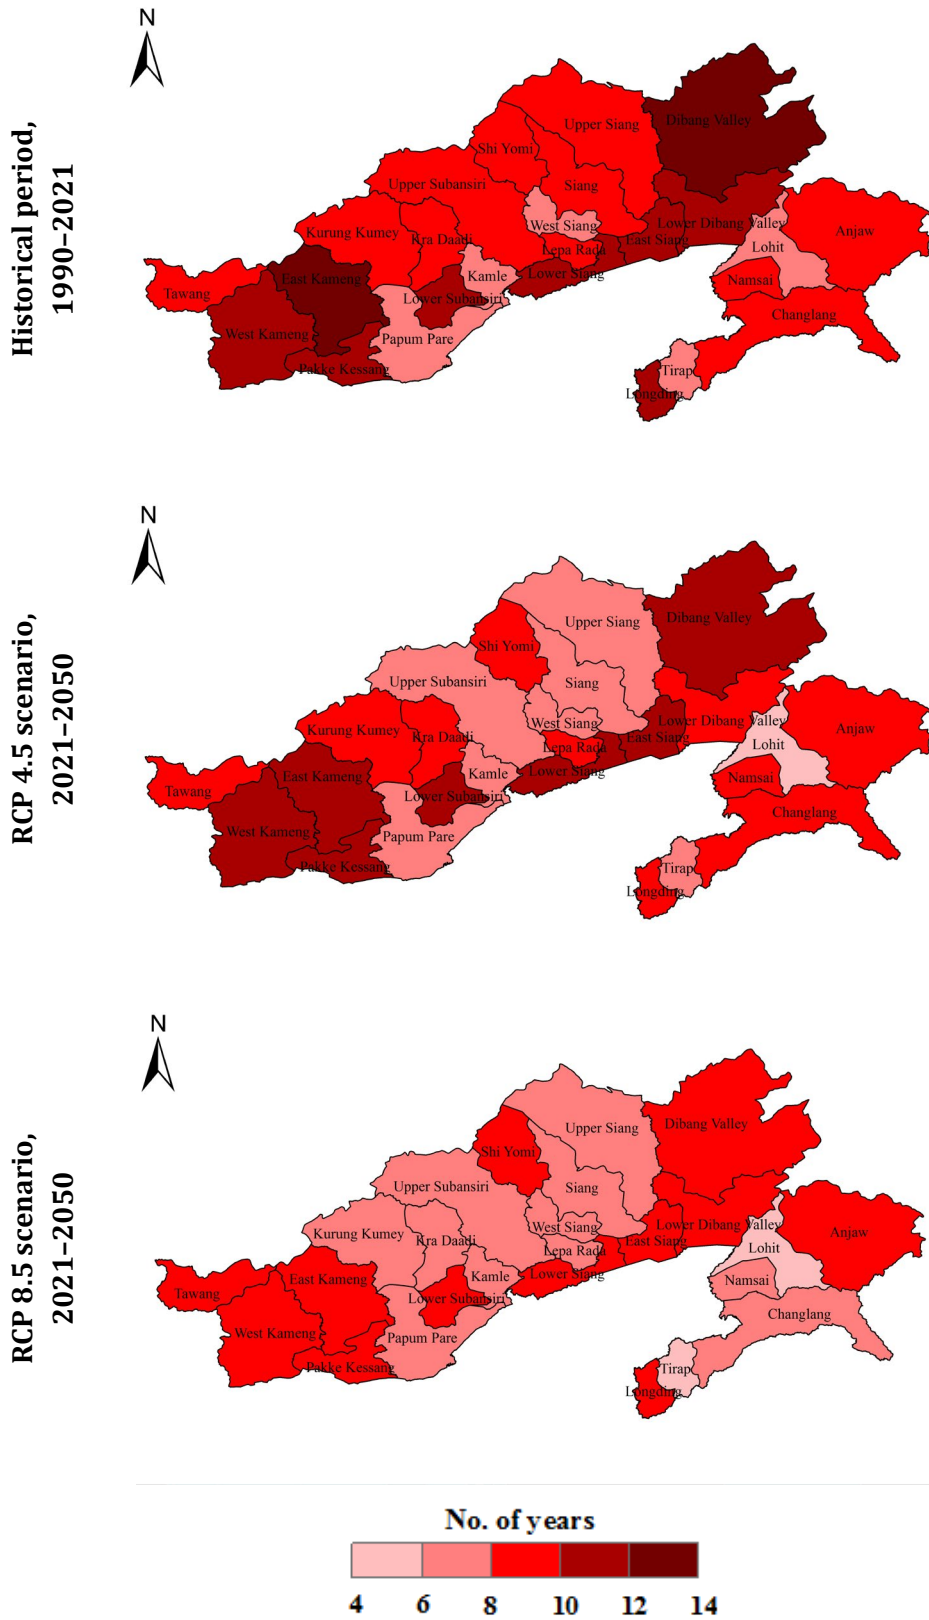 N
Historical period,
1990–2021
Dibang Valley
Upper Siang
Shi Yomi
Upper Subansiri
Siang
West Siang
Lower Dibang Valley
Anjaw
Kurung Kumey
Kra Daadi
East Siang
Lepa Rada
Lohit
Lower Siang
Kamle
East Kameng
Namsai
Tawang
Lower Subansiri
Changlang
West Kameng
Papum Pare
Pakke Kessang
Tirap
Longding
N
RCP 4.5 scenario,
2021–2050
Dibang Valley
Upper Siang
Shi Yomi
Upper Subansiri
Siang
West Siang
Lower Dibang Valley
Anjaw
Kurung Kumey
Kra Daadi
East Siang
Lepa Rada
Lohit
Lower Siang
Kamle
East Kameng
Namsai
Tawang
Lower Subansiri
Changlang
West Kameng
Papum Pare
Pakke Kessang
Tirap
Longding
N
RCP 8.5 scenario,
2021–2050
Dibang Valley
Upper Siang
Shi Yomi
Upper Subansiri
Siang
West Siang
Lower Dibang Valley
Anjaw
Kurung Kumey
Kra Daadi
East Siang
Lepa Rada
Lohit
Lower Siang
Kamle
East Kameng
Namsai
Tawang
Lower Subansiri
Changlang
West Kameng
Papum Pare
Pakke Kessang
Tirap
Longding
No. of years
4 6 8 10 12 14